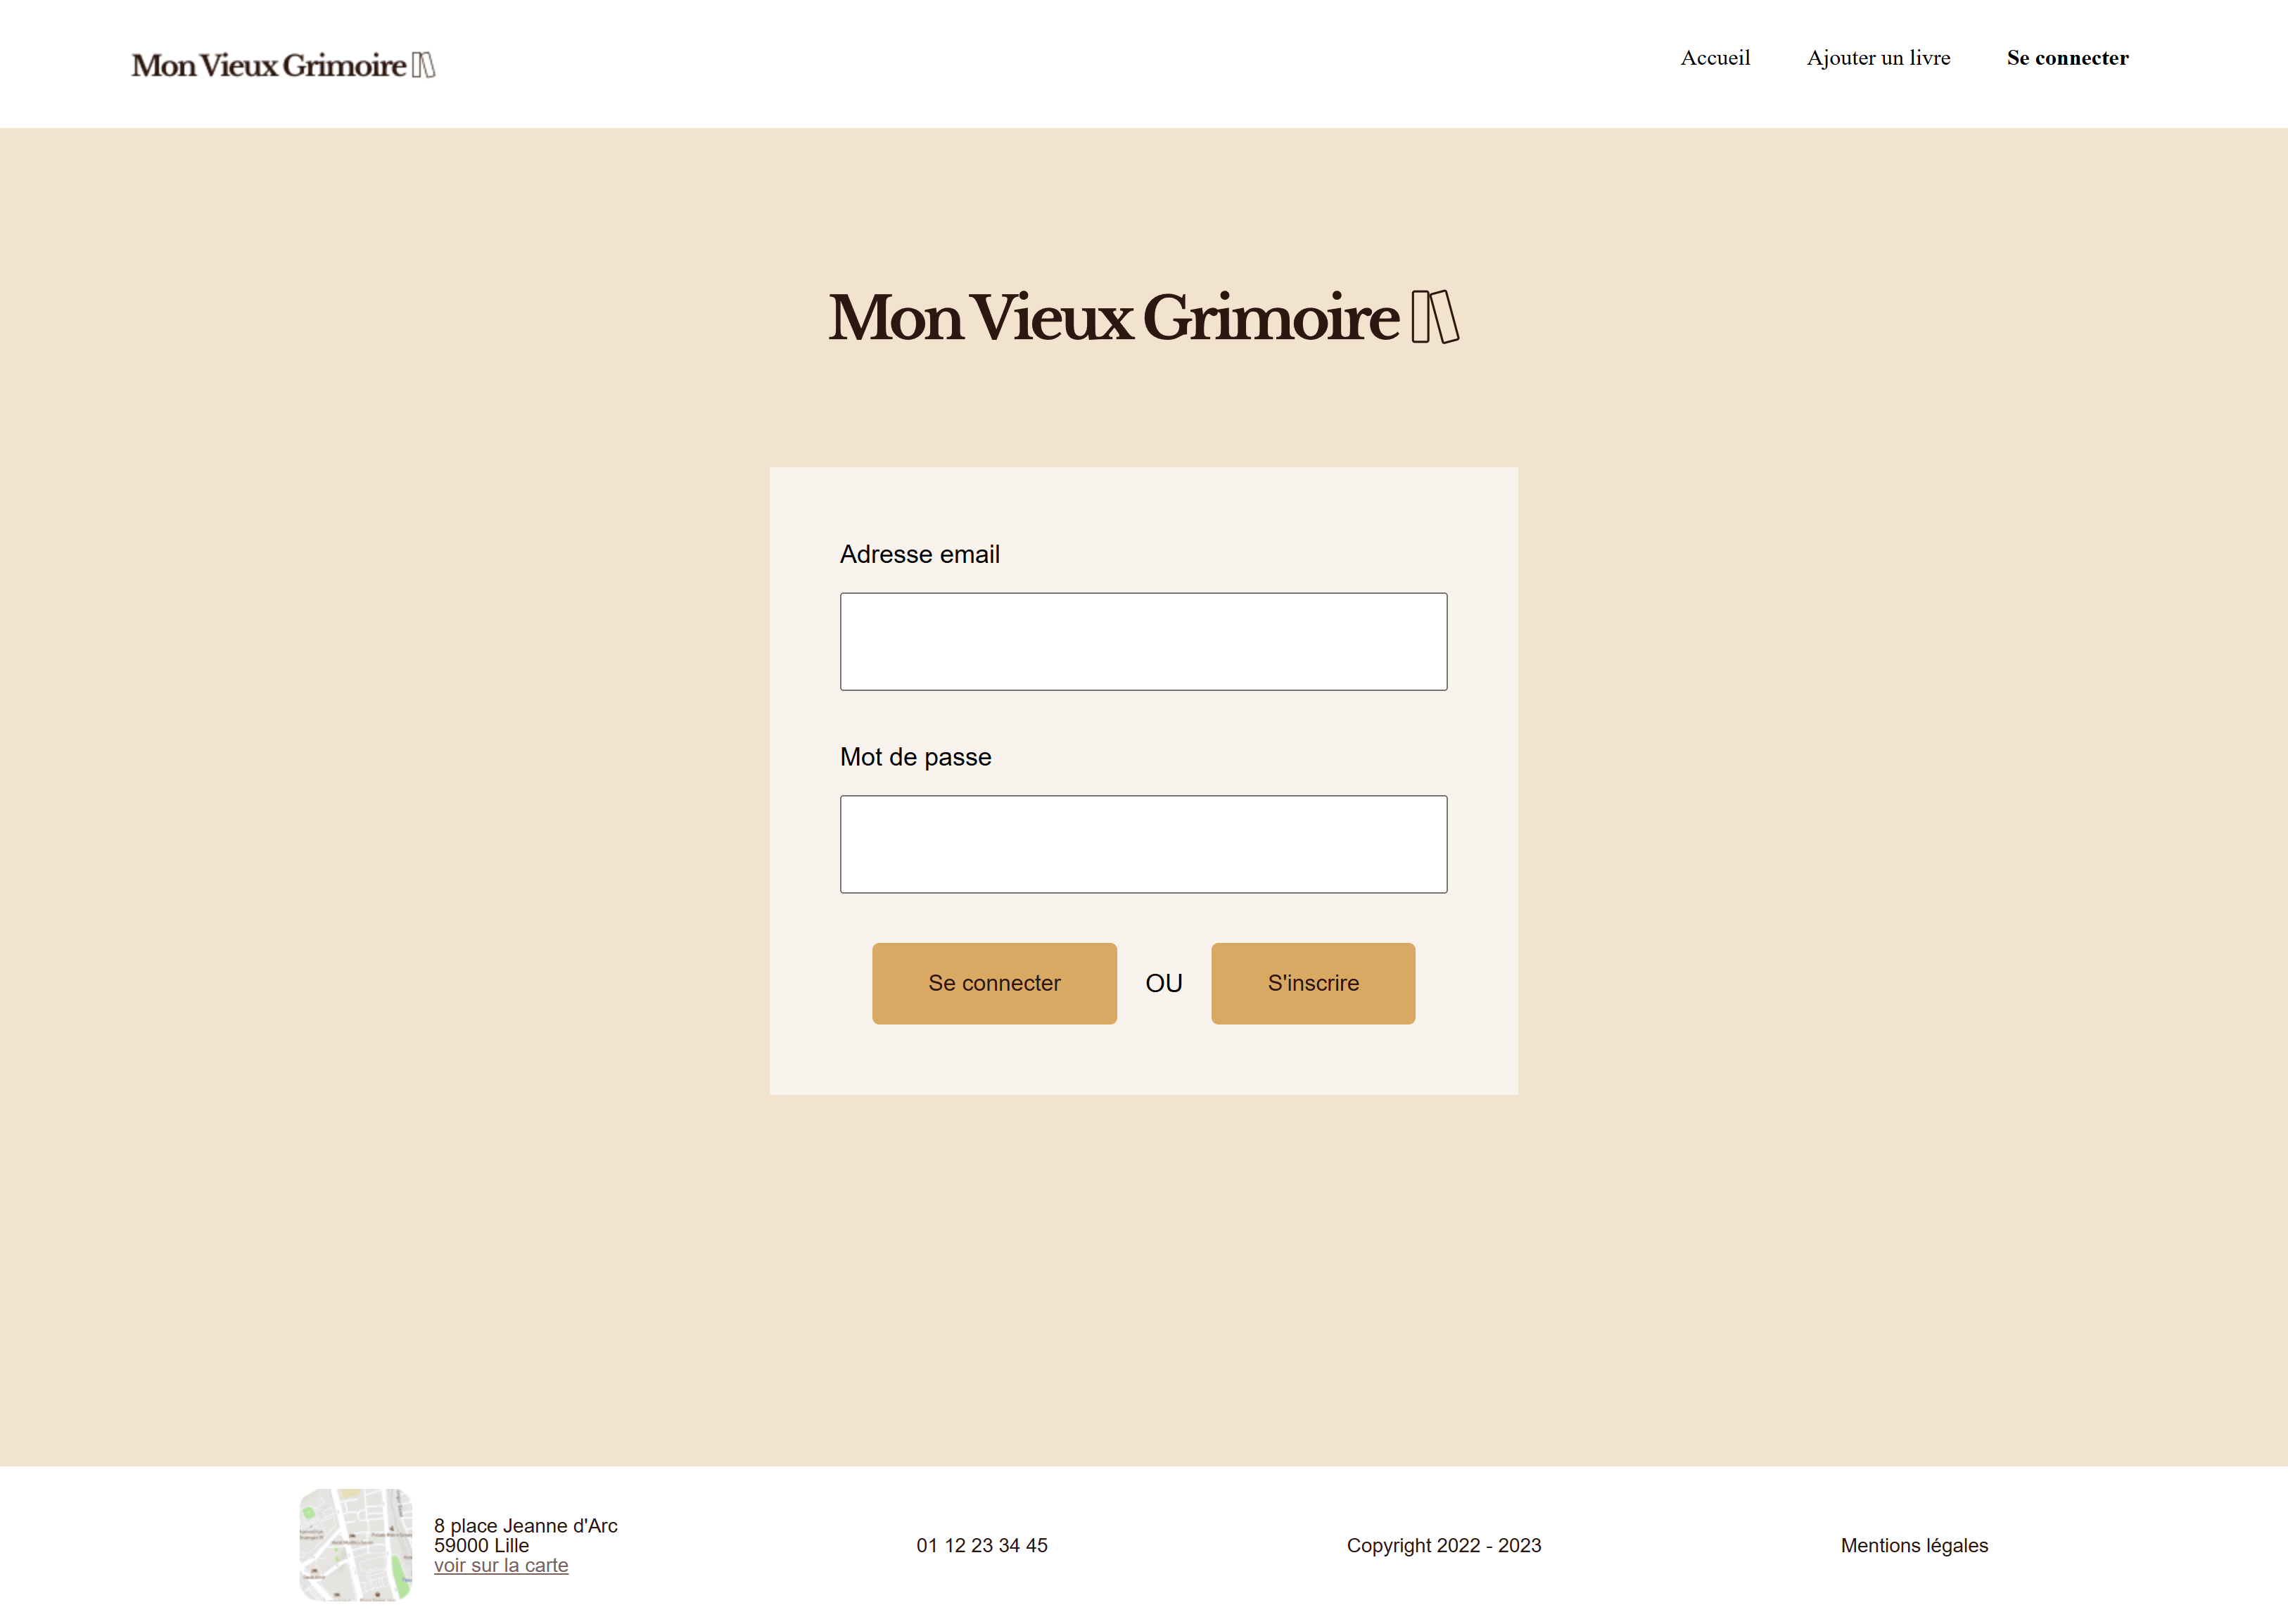 Mon Vieux Grimoire
Accueil
Ajouter un livre
Se connecter
Mon Vieux Grimoire
Adresse email
Mot de passe
Se connecter
OU
S'inscrire
8 place Jeanne d'Arc
59000 Lille
voir sur la carte
01 12 23 34 45
Copyright 2022 - 2023
Mentions légales